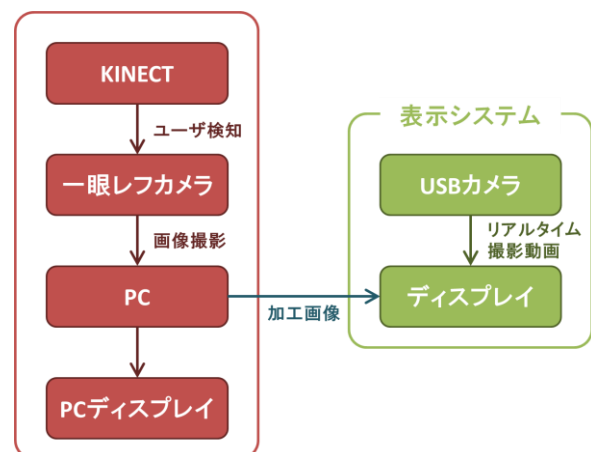 KINECT
ユーザ検知
一眼レフカメラ
画像撮影
PC
PCディスプレイ
加工画像
表示システム
USBカメラ
リアルタイム
撮影動画
ディスプレイ